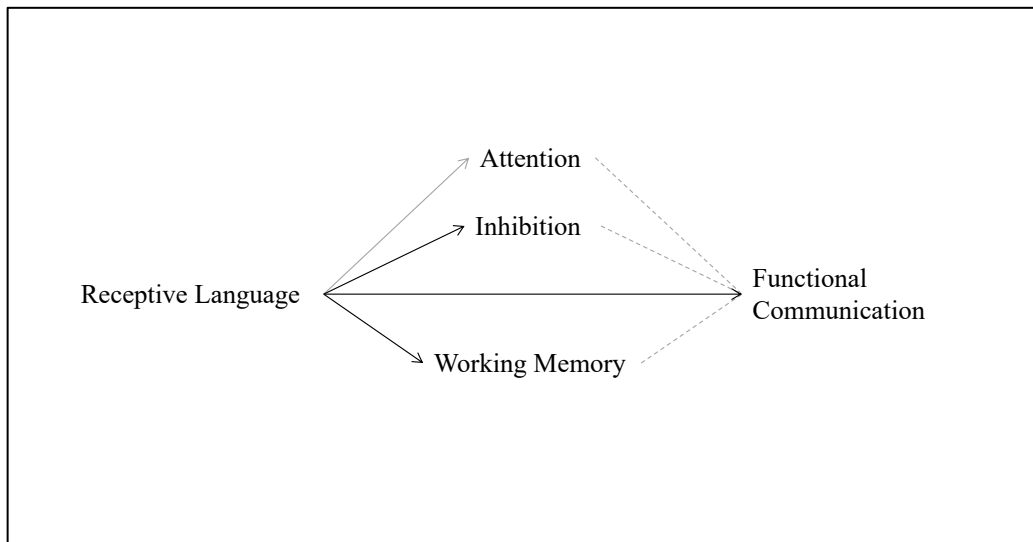 Attention
Inhibition
Receptive Language
Functional
Communication
Working Memory